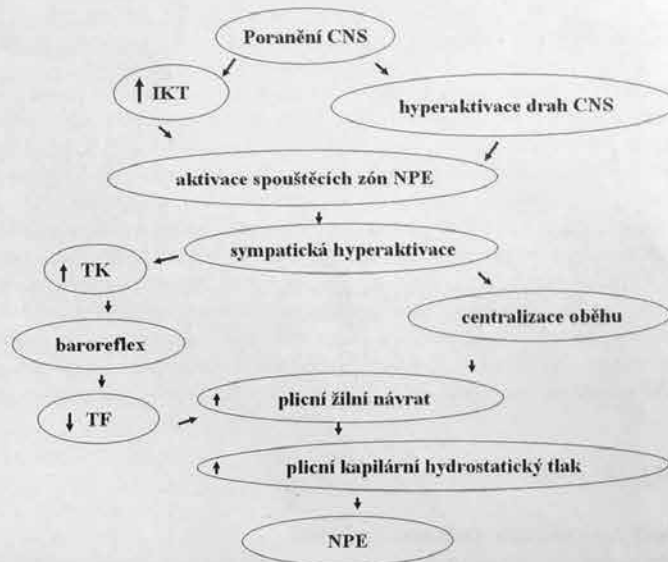 Poranění CNS
↑ IKT
hyperaktivace drah CNS
aktivace spouštěcích zón NPE
sympatická hyperaktivace
↑ TK
centralizace oběhu
baroreflex
↑ plicní žilní návrat
↓ TF
↑ plicní kapilární hydrostatický tlak
NPE